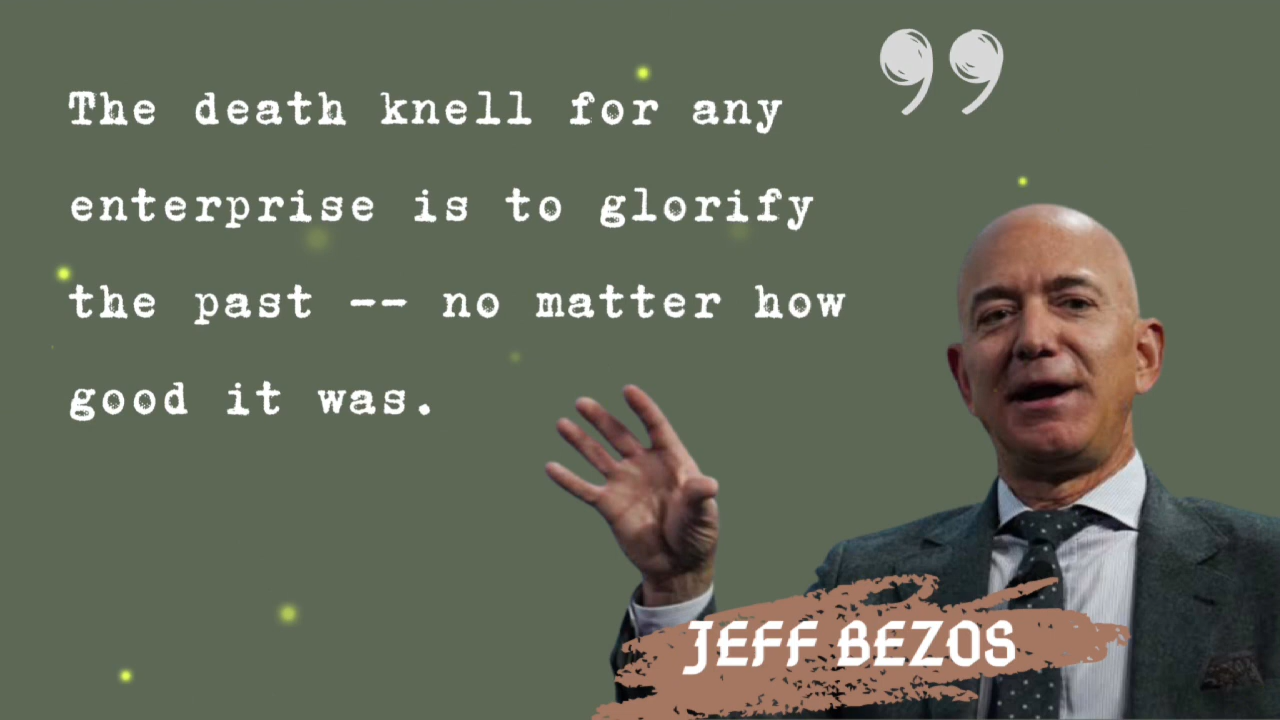 The death knell for any
enterprise is to glorify
the past -- no matter how
good it was.
JEFF BEZOS